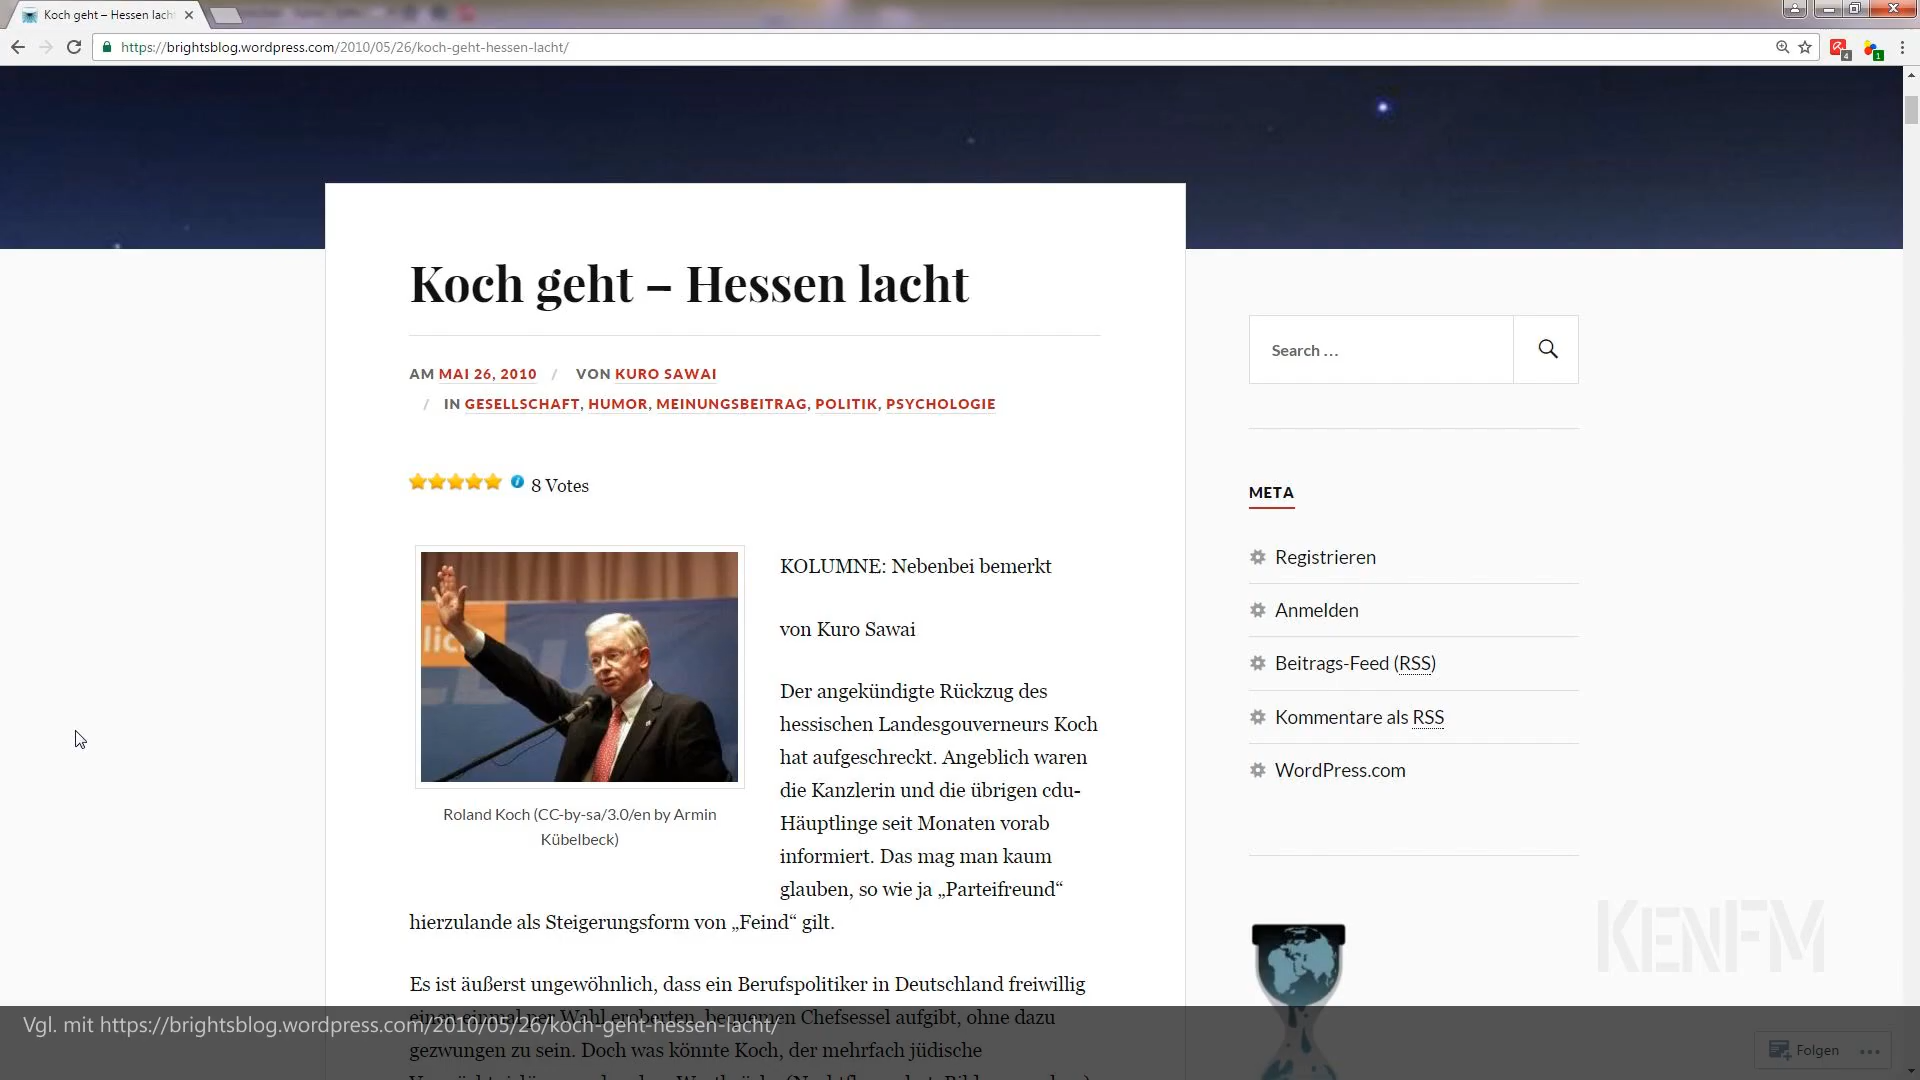 Koch geht – Hessen lach
https://brightsblog.wordpress.com/2010/05/26/koch-geht-hessen-lacht/
4
1
Koch geht – Hessen lacht
AM MAI 26, 2010 / VON KURO SAWAI
/ IN GESELLSCHAFT, HUMOR, MEINUNGSBEITRAG, POLITIK, PSYCHOLOGIE
8 Votes
KOLUMNE: Nebenbei bemerkt
von Kuro Sawai
Der angekündigte Rückzug des
hessischen Landesgouverneurs Koch
hat aufgeschreckt. Angeblich waren
die Kanzlerin und die übrigen cdu-
Häuptlinge seit Monaten vorab
informiert. Das mag man kaum
glauben, so wie ja „Parteifreund“
hierzulande als Steigerungsform von „Feind“ gilt.
Roland Koch (CC-by-sa/3.0/en by Armin
Kübelbeck)
Es ist äußerst ungewöhnlich, dass ein Berufspolitiker in Deutschland freiwillig
einen einmal per Wahl eroberten, bequemen Chefsessel aufgibt, ohne dazu
gezwungen zu sein. Doch was könnte Koch, der mehrfach jüdische
Search …
META
Registrieren
Anmelden
Beitrags-Feed (RSS)
Kommentare als RSS
WordPress.com
KENFM
Vgl. mit https://brightsblog.wordpress.com/2010/05/26/koch-geht-hessen-lacht/
Folgen